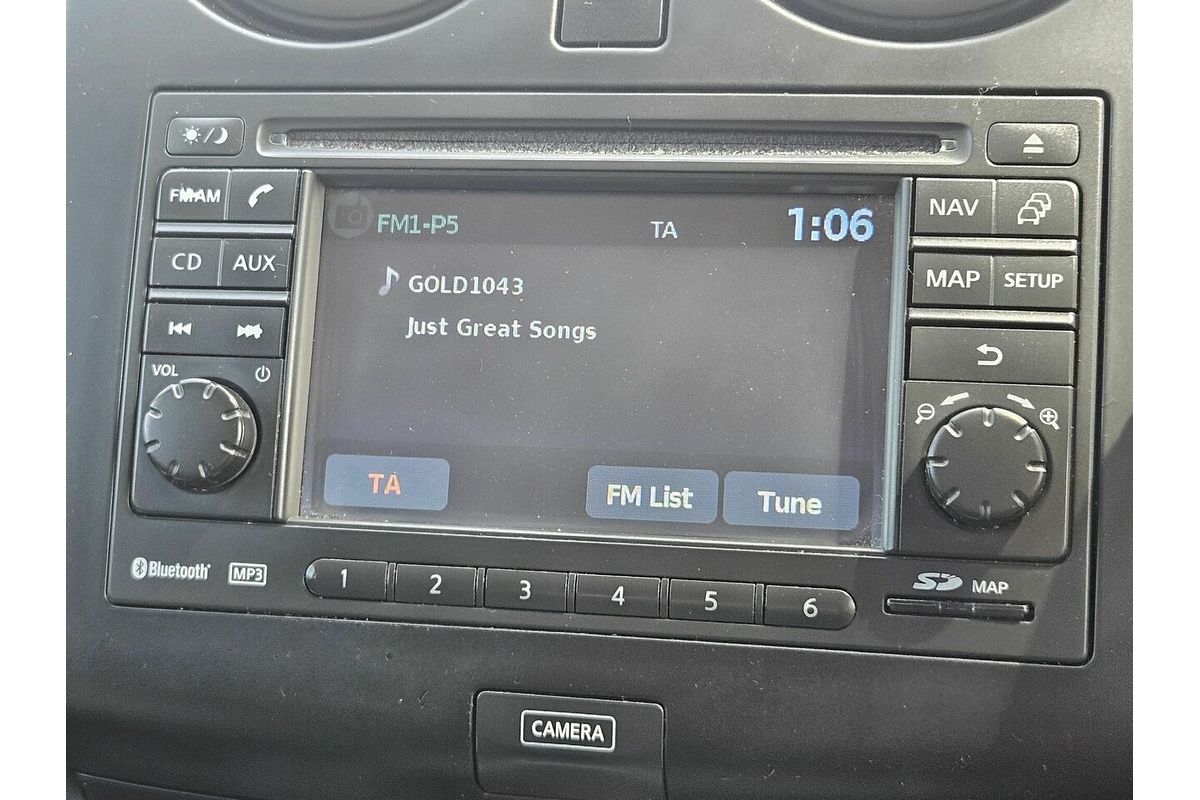 FM•AM
CD AUX
VOL
FM1-P5 TA 1:06
GOLD1043
Just Great Songs
TA FM List Tune
NAV
MAP SETUP
Bluetooth MP3 1 2 3 4 5 6 SD MAP
CAMERA